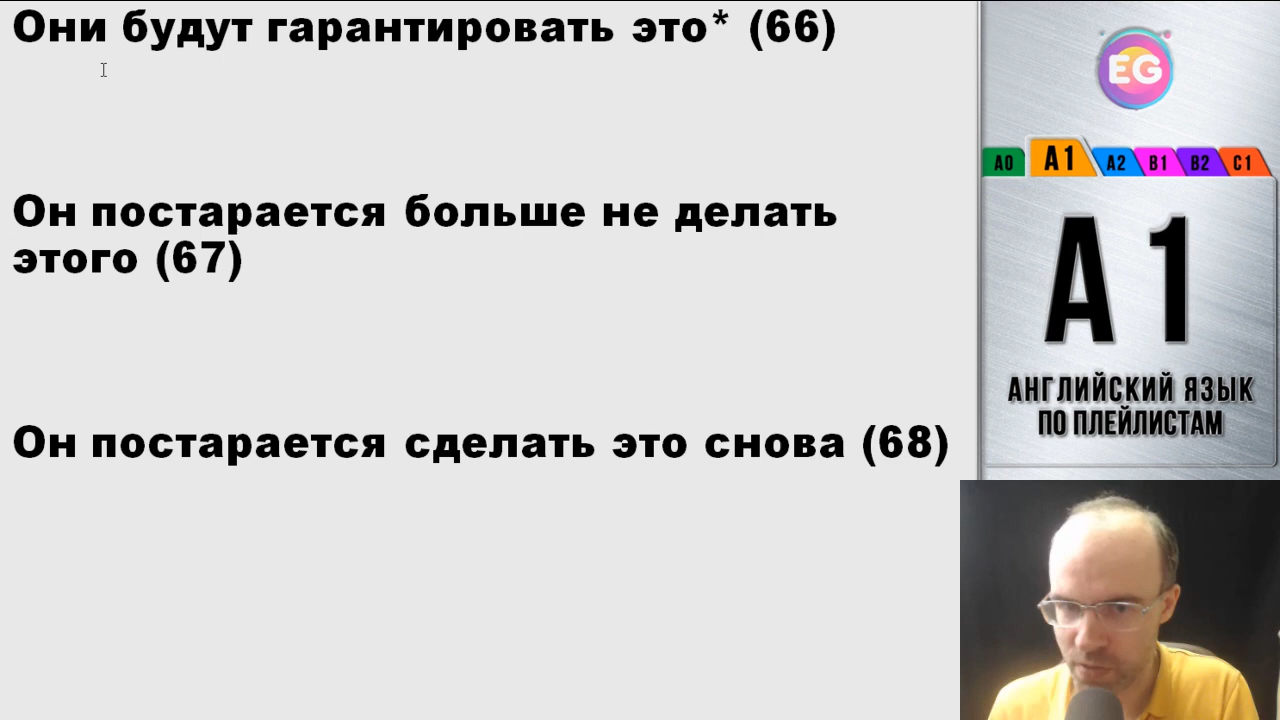 Они будут гарантировать это* (66)
Он постарается больше не делать
этого (67)
Он постарается сделать это снова (68)
EG
A0 A1 A2 B1 B2 C1
A 1
АНГЛИЙСКИЙ ЯЗЫК
ПО ПЛЕЙЛИСТАМ